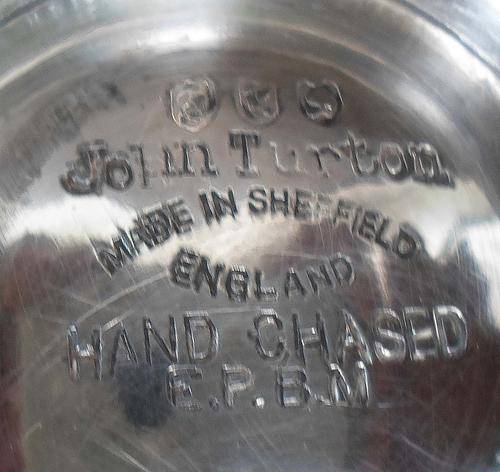 John Turton
MADE IN SHEFFIELD
ENGLAND
HAND CHASED
E.P.B.M